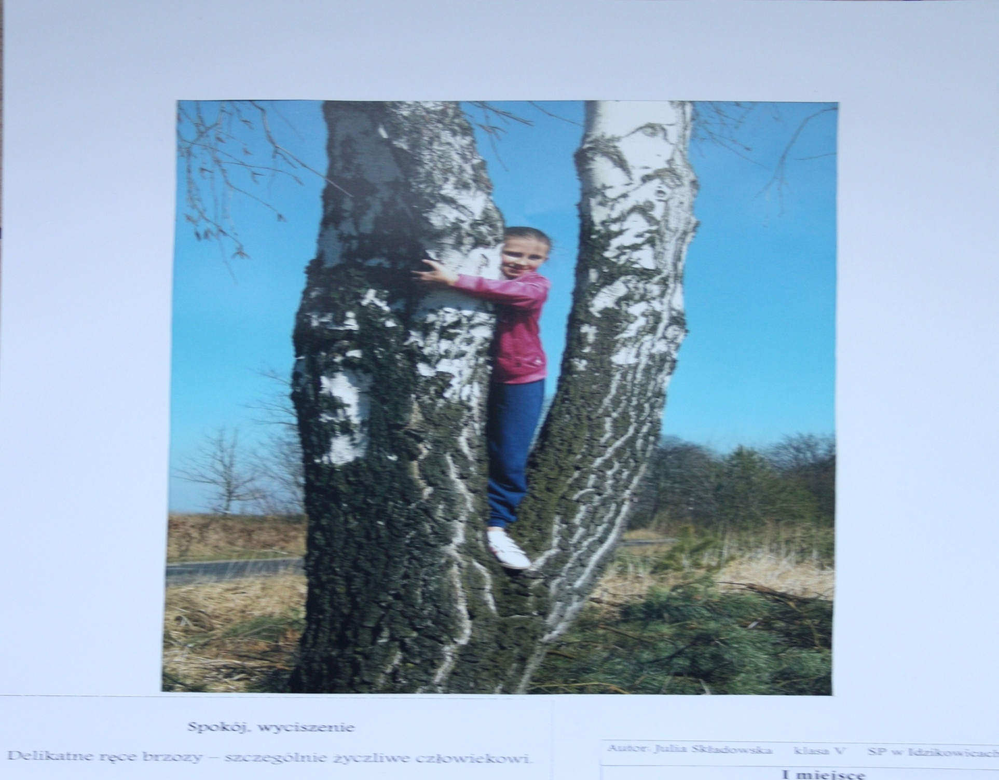 Spokój, wyciszenie
Delikatne ręce brzozy – szczególnie życzliwe człowiekowi.
Autor: Julia Składowska klasa V SP w Idzikowicach
I miejsce